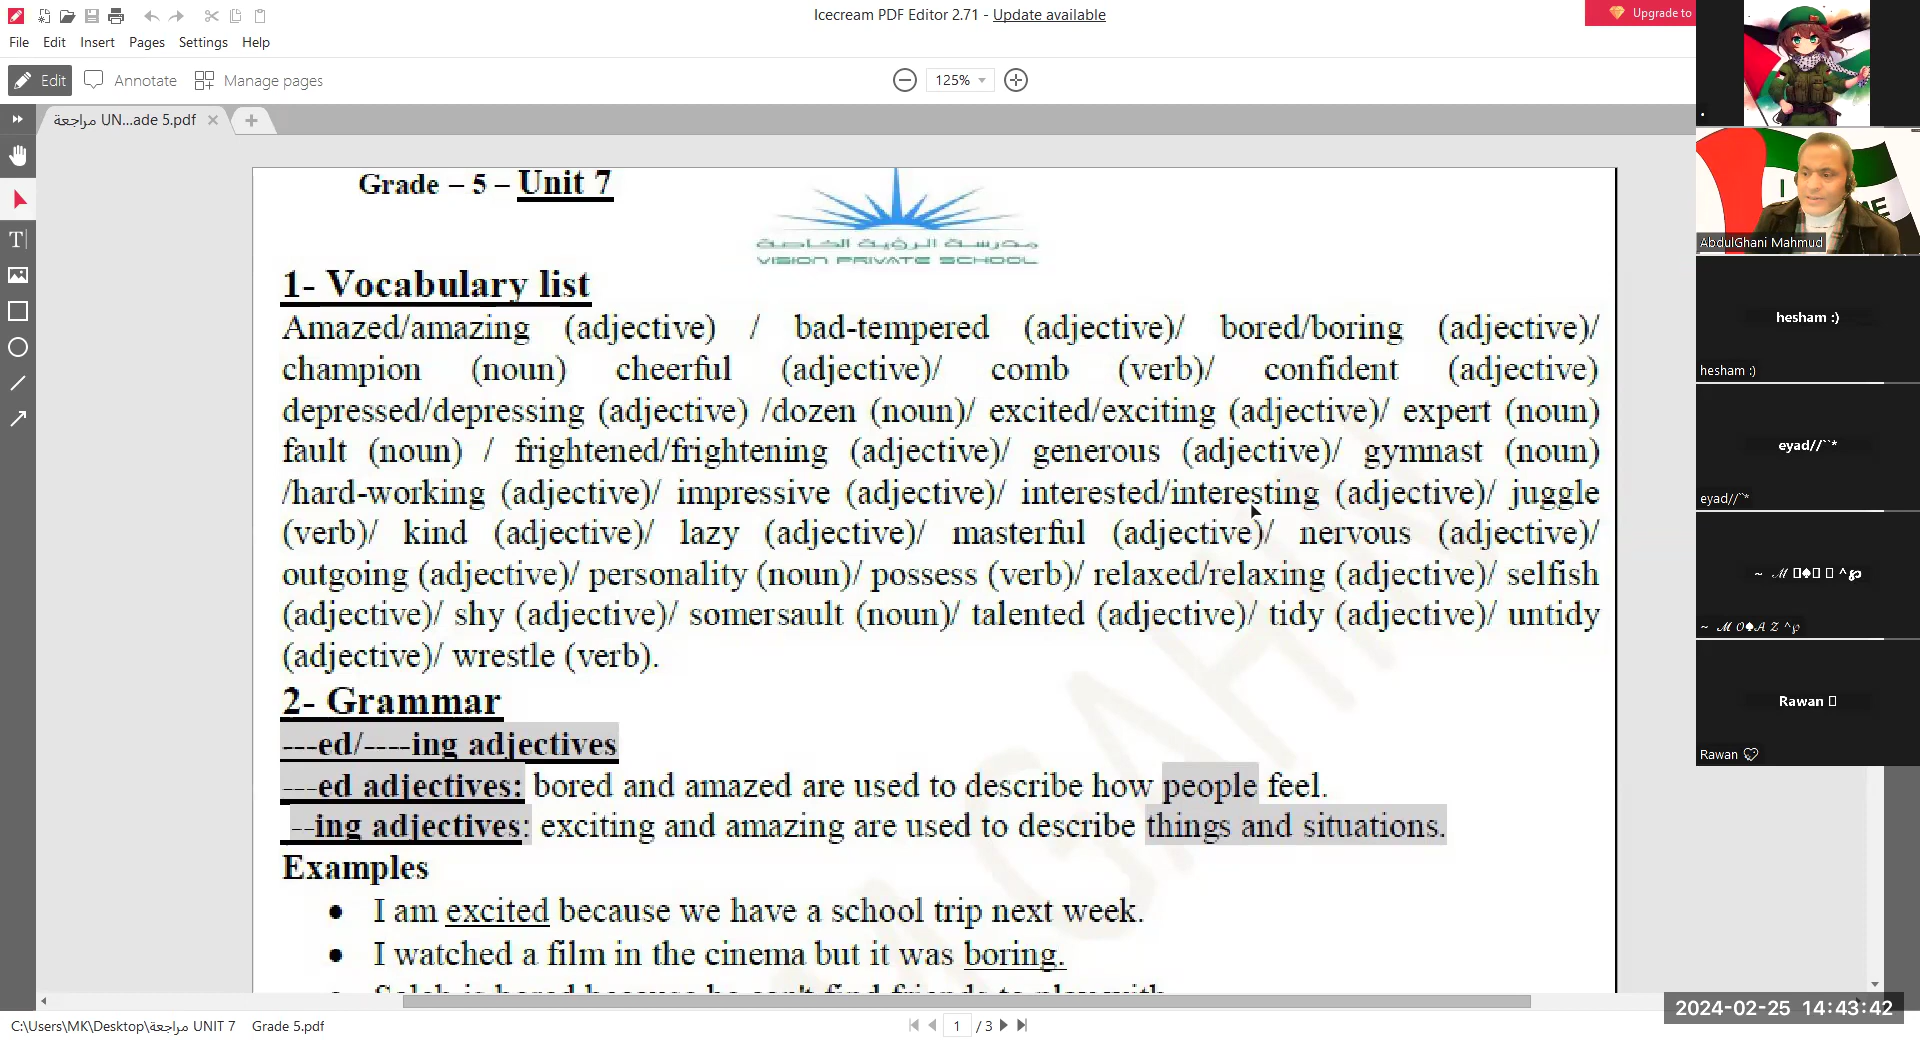 Icecream PDF Editor 2.71 - Update available
Upgrade to
File Edit Insert Pages Settings Help
Edit Annotate Manage pages
125%
مراجعة UN...ade 5.pdf
Grade – 5 – Unit 7
مدرسة الرؤية الخاصة
VISION PRIVATE SCHOOL
1- Vocabulary list
Amazed/amazing (adjective) / bad-tempered (adjective)/ bored/boring (adjective)/
champion (noun) cheerful (adjective)/ comb (verb)/ confident (adjective)
depressed/depressing (adjective) /dozen (noun)/ excited/exciting (adjective)/ expert (noun)
fault (noun) / frightened/frightening (adjective)/ generous (adjective)/ gymnast (noun)
/hard-working (adjective)/ impressive (adjective)/ interested/interesting (adjective)/ juggle
(verb)/ kind (adjective)/ lazy (adjective)/ masterful (adjective)/ nervous (adjective)/
outgoing (adjective)/ personality (noun)/ possess (verb)/ relaxed/relaxing (adjective)/ selfish
(adjective)/ shy (adjective)/ somersault (noun)/ talented (adjective)/ tidy (adjective)/ untidy
(adjective)/ wrestle (verb).
2- Grammar
---ed/----ing adjectives
---ed adjectives: bored and amazed are used to describe how people feel.
--ing adjectives: exciting and amazing are used to describe things and situations.
Examples
• I am excited because we have a school trip next week.
• I watched a film in the cinema but it was boring.
AbdulGhani Mahmud
hesham :)
hesham :)
eyad//``*
eyad//``*
~ ℳ ^℘
~ ℳ O♠A Z ^℘
Rawan
Rawan
2024-02-25 14:43:42
C:\Users\MK\Desktop\مراجعة UNIT 7 Grade 5.pdf
1 / 3